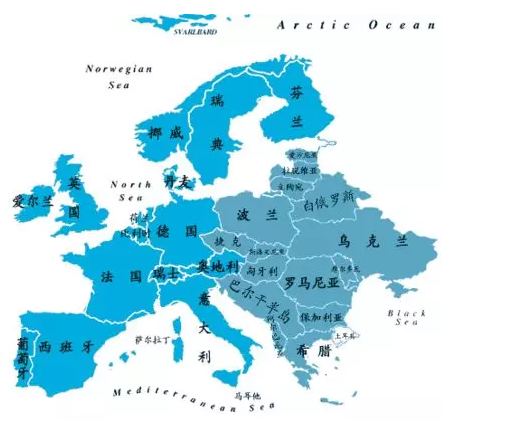 Arctic Ocean
SVARLBARD
Norwegian
Sea
芬兰
瑞典
挪威
爱沙尼亚
拉脱维亚
立陶宛
丹麦
North
Sea
英国
爱尔兰
白俄罗斯
荷兰
比利时
德国
波兰
乌克兰
捷克
法国
瑞士
奥地利
匈牙利
摩尔多瓦
罗马尼亚
巴尔干半岛
意大利
保加利亚
Black
Sea
土耳其
希腊
葡萄牙
西班牙
萨尔拉丁
马耳他
Mediterranean Sea